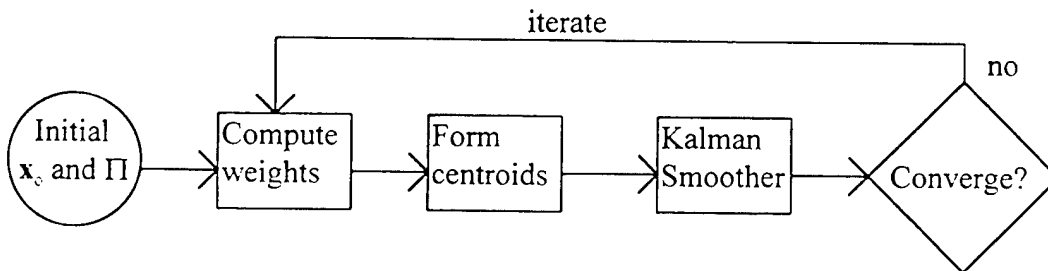 iterate
no
Initial
x₀ and Π
Compute
weights
Form
centroids
Kalman
Smoother
Converge?